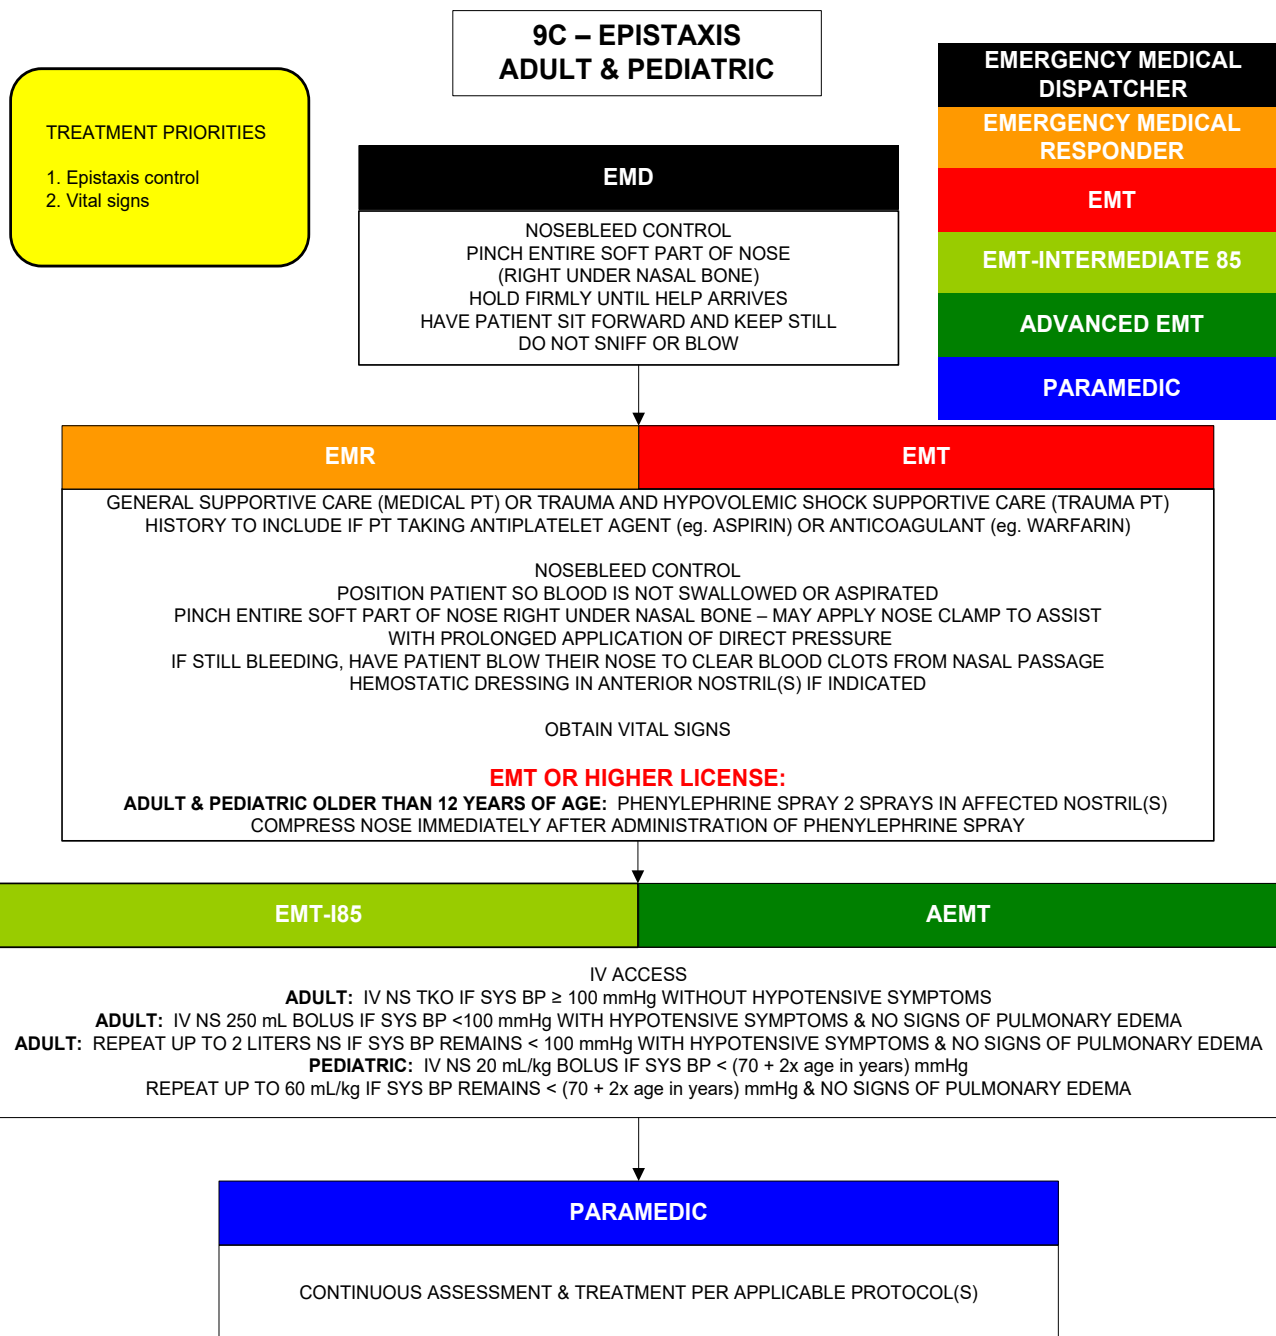 9C – EPISTAXIS
ADULT & PEDIATRIC
TREATMENT PRIORITIES
1. Epistaxis control
2. Vital signs
EMERGENCY MEDICAL
DISPATCHER
EMERGENCY MEDICAL
RESPONDER
EMT
EMT-INTERMEDIATE 85
ADVANCED EMT
PARAMEDIC
EMD
NOSEBLEED CONTROL
PINCH ENTIRE SOFT PART OF NOSE
(RIGHT UNDER NASAL BONE)
HOLD FIRMLY UNTIL HELP ARRIVES
HAVE PATIENT SIT FORWARD AND KEEP STILL
DO NOT SNIFF OR BLOW
EMR
EMT
GENERAL SUPPORTIVE CARE (MEDICAL PT) OR TRAUMA AND HYPOVOLEMIC SHOCK SUPPORTIVE CARE (TRAUMA PT)
HISTORY TO INCLUDE IF PT TAKING ANTIPLATELET AGENT (eg. ASPIRIN) OR ANTICOAGULANT (eg. WARFARIN)
NOSEBLEED CONTROL
POSITION PATIENT SO BLOOD IS NOT SWALLOWED OR ASPIRATED
PINCH ENTIRE SOFT PART OF NOSE RIGHT UNDER NASAL BONE – MAY APPLY NOSE CLAMP TO ASSIST
WITH PROLONGED APPLICATION OF DIRECT PRESSURE
IF STILL BLEEDING, HAVE PATIENT BLOW THEIR NOSE TO CLEAR BLOOD CLOTS FROM NASAL PASSAGE
HEMOSTATIC DRESSING IN ANTERIOR NOSTRIL(S) IF INDICATED
OBTAIN VITAL SIGNS
EMT OR HIGHER LICENSE:
ADULT & PEDIATRIC OLDER THAN 12 YEARS OF AGE: PHENYLEPHRINE SPRAY 2 SPRAYS IN AFFECTED NOSTRIL(S)
COMPRESS NOSE IMMEDIATELY AFTER ADMINISTRATION OF PHENYLEPHRINE SPRAY
EMT-I85
AEMT
IV ACCESS
ADULT: IV NS TKO IF SYS BP ≥ 100 mmHg WITHOUT HYPOTENSIVE SYMPTOMS
ADULT: IV NS 250 mL BOLUS IF SYS BP <100 mmHg WITH HYPOTENSIVE SYMPTOMS & NO SIGNS OF PULMONARY EDEMA
ADULT: REPEAT UP TO 2 LITERS NS IF SYS BP REMAINS < 100 mmHg WITH HYPOTENSIVE SYMPTOMS & NO SIGNS OF PULMONARY EDEMA
PEDIATRIC: IV NS 20 mL/kg BOLUS IF SYS BP < (70 + 2x age in years) mmHg
REPEAT UP TO 60 mL/kg IF SYS BP REMAINS < (70 + 2x age in years) mmHg & NO SIGNS OF PULMONARY EDEMA
PARAMEDIC
CONTINUOUS ASSESSMENT & TREATMENT PER APPLICABLE PROTOCOL(S)